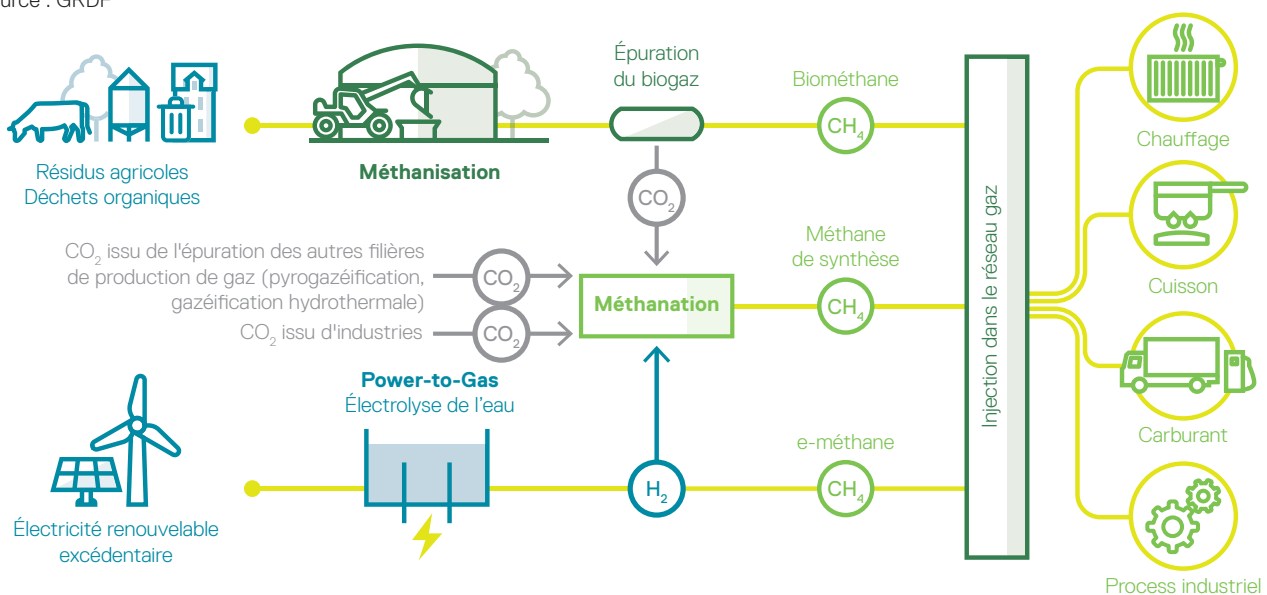 Source : GRDF
Épuration
du biogaz
Biométhane
CH₄
Chauffage
Résidus agricoles
Déchets organiques
Méthanisation
CO₂
CO₂ issu de l'épuration des autres filières
de production de gaz (pyrogazéification,
gazéification hydrothermale)
CO₂
CO₂ issu d'industries
CO₂
Méthanation
Méthane
de synthèse
CH₄
Injection dans le réseau gaz
Cuisson
Power-to-Gas
Électrolyse de l'eau
H₂
e-méthane
CH₄
Carburant
Électricité renouvelable
excédentaire
Process industriel